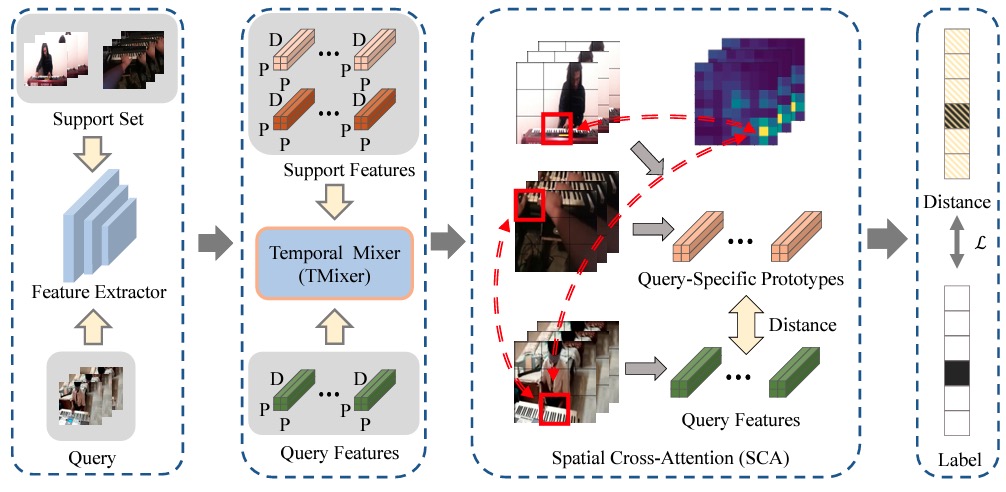 Support Set
Feature Extractor
Query
D D
P P
P P
D D
P P
P P
Support Features
Temporal Mixer
(TMixer)
D D
P P
P P
Query Features
Query-Specific Prototypes
Distance
Query Features
Spatial Cross-Attention (SCA)
Distance
ℒ
Label